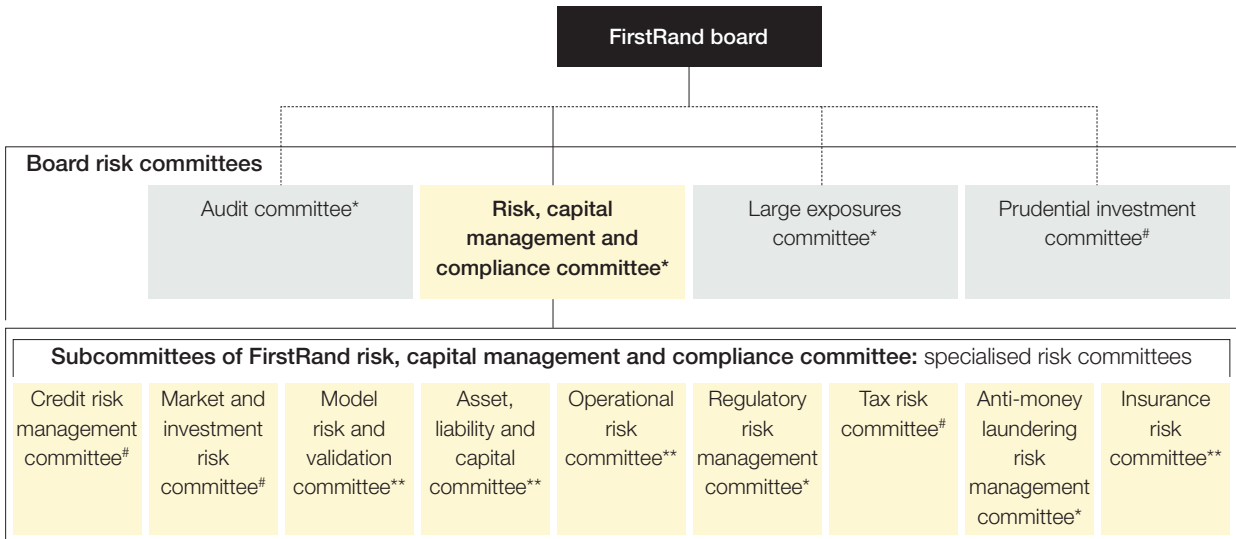 FirstRand board
Board risk committees
Audit committee*
Risk, capital
management and
compliance committee*
Large exposures
committee*
Prudential investment
committee#
Subcommittees of FirstRand risk, capital management and compliance committee: specialised risk committees
Credit risk
management
committee#
Market and
investment
risk
committee#
Model
risk and
validation
committee**
Asset,
liability and
capital
committee**
Operational
risk
committee**
Regulatory
risk
management
committee*
Tax risk
committee#
Anti-money
laundering
risk
management
committee*
Insurance
risk
committee**